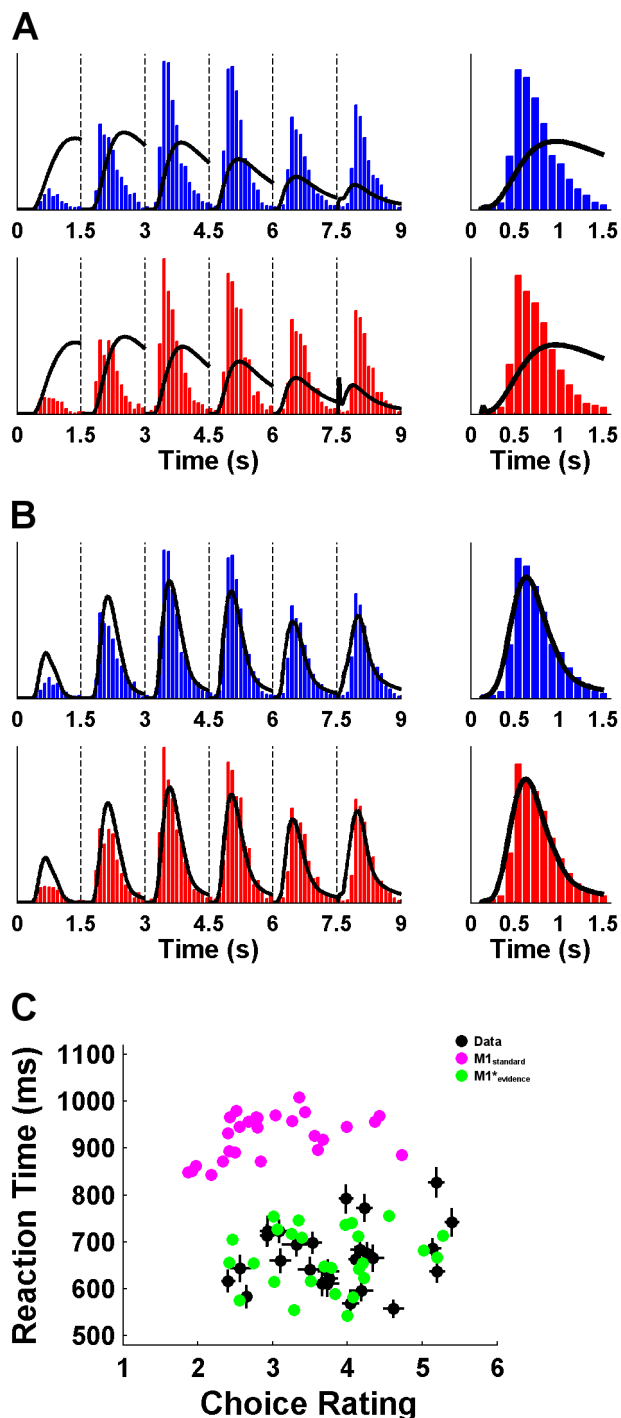 A
0 1.5 3 4.5 6 7.5 9 0 0.5 1 1.5
0 1.5 3 4.5 6 7.5 9 0 0.5 1 1.5
Time (s) Time (s)
B
0 1.5 3 4.5 6 7.5 9 0 0.5 1 1.5
0 1.5 3 4.5 6 7.5 9 0 0.5 1 1.5
Time (s) Time (s)
C
Data
M1standard
M1*evidence
Reaction Time (ms)
1100
1000
900
800
700
600
500
1 2 3 4 5 6
Choice Rating